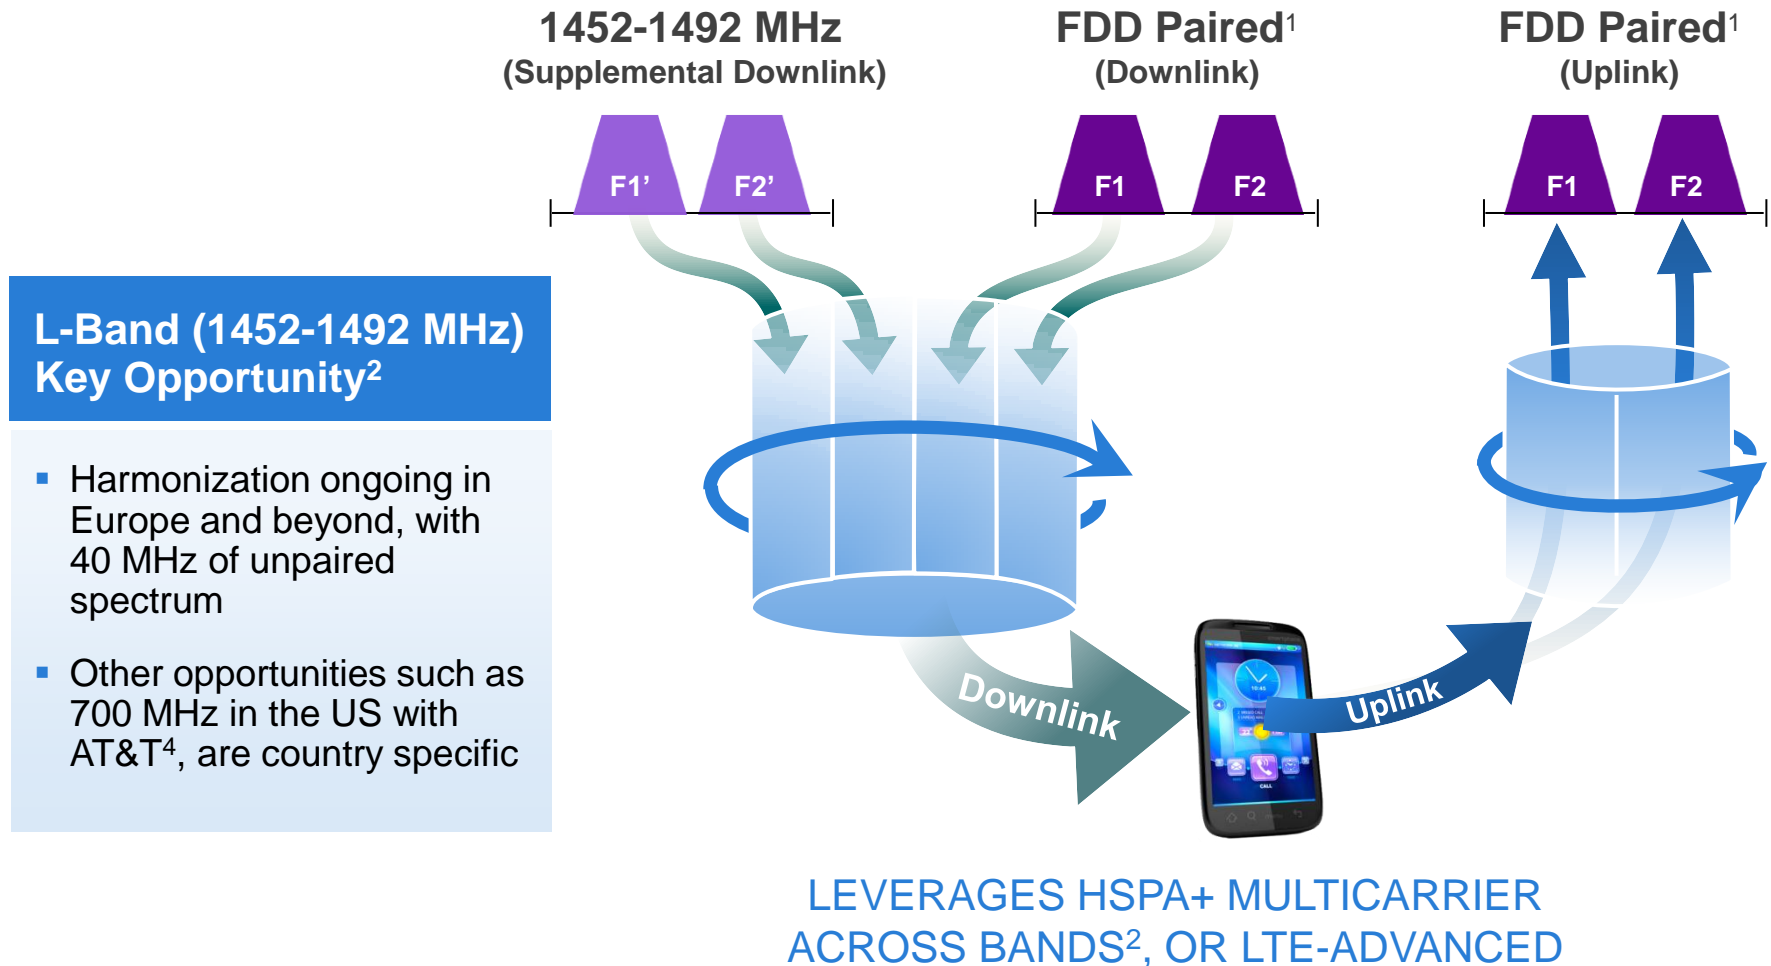 1452-1492 MHz
(Supplemental Downlink)
FDD Paired¹
(Downlink)
FDD Paired¹
(Uplink)
F1’
F2’
F1
F2
F1
F2
L-Band (1452-1492 MHz)
Key Opportunity²
▪ Harmonization ongoing in
Europe and beyond, with
40 MHz of unpaired
spectrum
▪ Other opportunities such as
700 MHz in the US with
AT&T⁴, are country specific
Downlink
Uplink
10:45
CALL
LEVERAGES HSPA+ MULTICARRIER
ACROSS BANDS², OR LTE-ADVANCED